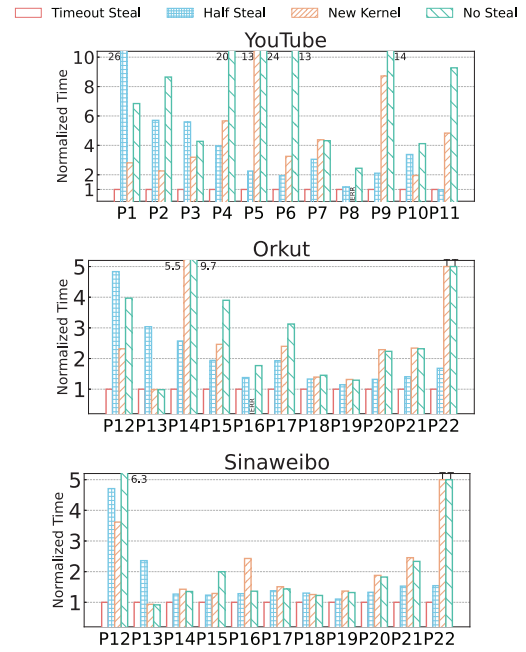 Timeout Steal Half Steal New Kernel No Steal
YouTube
Normalized Time
10
8
6
4
2
1
26 20 13 24 13 14
ERR
P1 P2 P3 P4 P5 P6 P7 P8 P9 P10 P11
Orkut
Normalized Time
5
4
3
2
1
5.5 9.7 T T
ERR
P12 P13 P14 P15 P16 P17 P18 P19 P20 P21 P22
Sinaweibo
Normalized Time
5
4
3
2
1
6.3 T T
P12 P13 P14 P15 P16 P17 P18 P19 P20 P21 P22